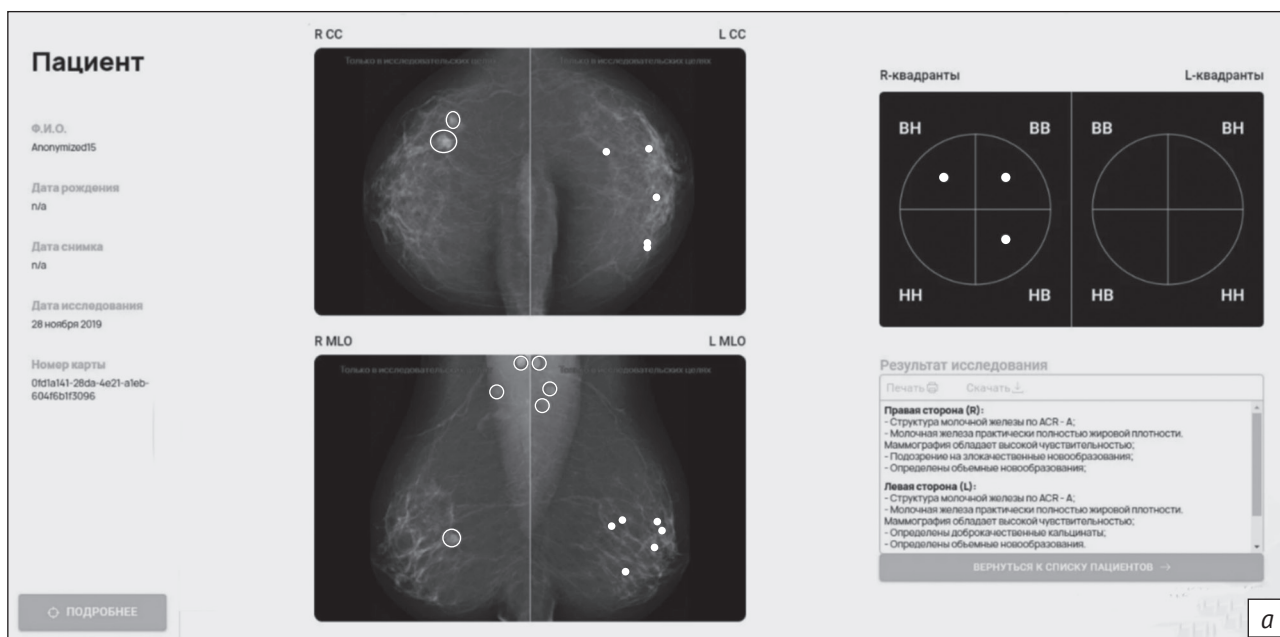 Пациент
Ф.И.О.
Anonymized15
Дата рождения
n/a
Дата снимка
n/a
Дата исследования
28 ноября 2019
Номер карты
0fd1a141-28da-4e21-a1eb-
604f6b1f3096
ПОДРОБНЕЕ
R CC
L CC
Только в исследовательских целях
Только в исследовательских целях
R MLO
L MLO
Только в исследовательских целях
Только в исследовательских целях
R-квадранты
L-квадранты
ВН
ВВ
ВВ
ВН
НН
НВ
НВ
НН
Результат исследования
Печать
Скачать
Правая сторона (R):
- Структура молочной железы по ACR - A;
- Молочная железа практически полностью жировой плотности.
Маммография обладает высокой чувствительностью;
- Подозрение на злокачественные новообразования;
- Определены объемные новообразования;
Левая сторона (L):
- Структура молочной железы по ACR - A;
- Молочная железа практически полностью жировой плотности.
Маммография обладает высокой чувствительностью;
- Определены доброкачественные кальцинаты;
- Определены объемные новообразования.
ВЕРНУТЬСЯ К СПИСКУ ПАЦИЕНТОВ →
а